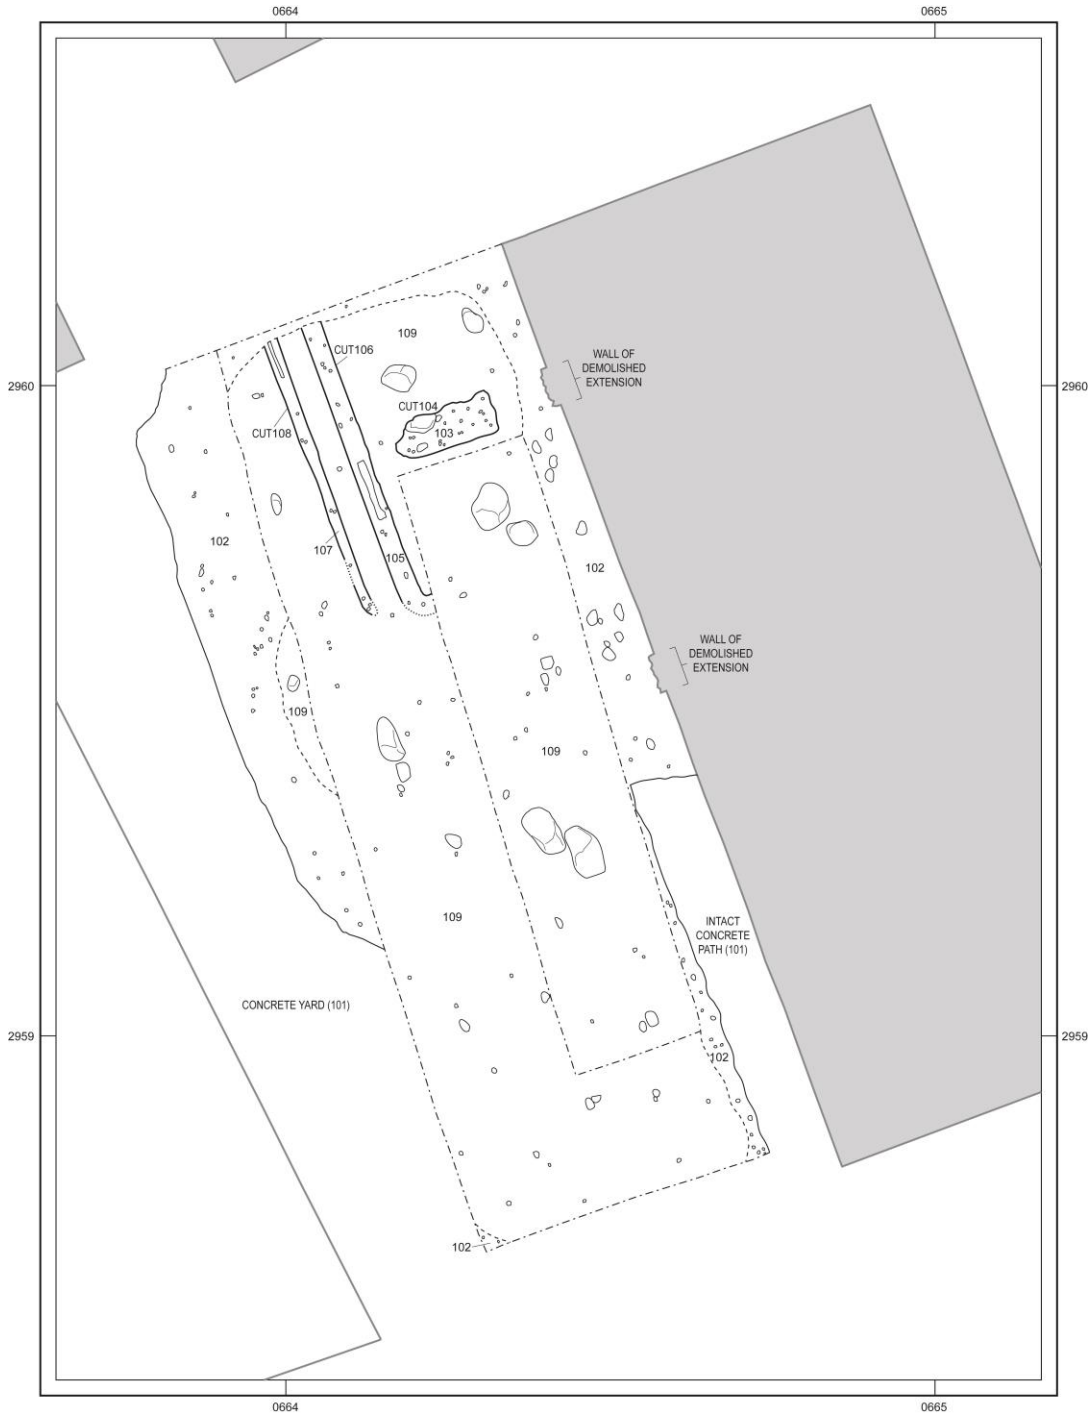 0664
0665
109
CUT106
WALL OF
DEMOLISHED
EXTENSION
2960
2960
CUT104
103
CUT108
102
107
105
102
WALL OF
DEMOLISHED
EXTENSION
109
109
109
INTACT
CONCRETE
PATH (101)
CONCRETE YARD (101)
2959
2959
102
102
0664
0665